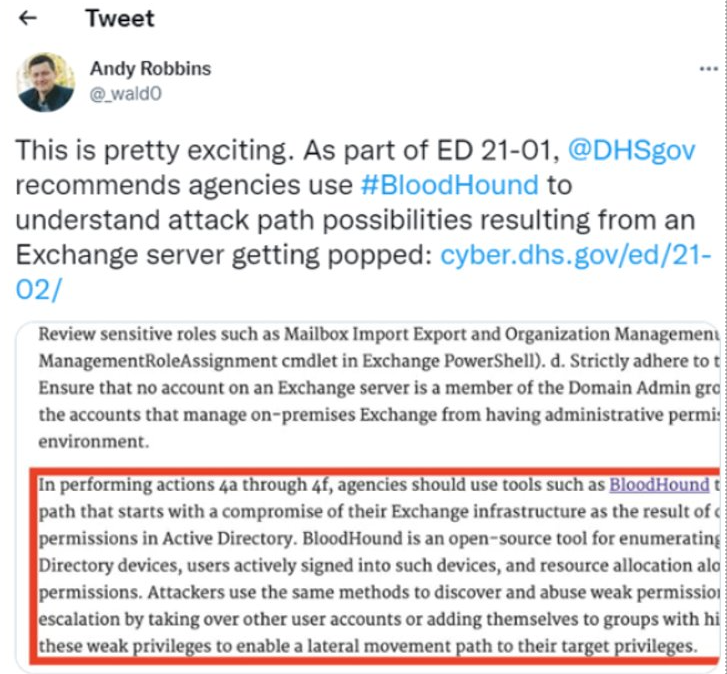 ← Tweet
Andy Robbins
@_wald0
This is pretty exciting. As part of ED 21-01, @DHSgov
recommends agencies use #BloodHound to
understand attack path possibilities resulting from an
Exchange server getting popped: cyber.dhs.gov/ed/21-
02/
Review sensitive roles such as Mailbox Import Export and Organization Management
ManagementRoleAssignment cmdlet in Exchange PowerShell). d. Strictly adhere to t
Ensure that no account on an Exchange server is a member of the Domain Admin gro
the accounts that manage on-premises Exchange from having administrative permis
environment.
In performing actions 4a through 4f, agencies should use tools such as BloodHound t
path that starts with a compromise of their Exchange infrastructure as the result of
permissions in Active Directory. BloodHound is an open-source tool for enumerating
Directory devices, users actively signed into such devices, and resource allocation alo
permissions. Attackers use the same methods to discover and abuse weak permission
escalation by taking over other user accounts or adding themselves to groups with hi
these weak privileges to enable a lateral movement path to their target privileges.